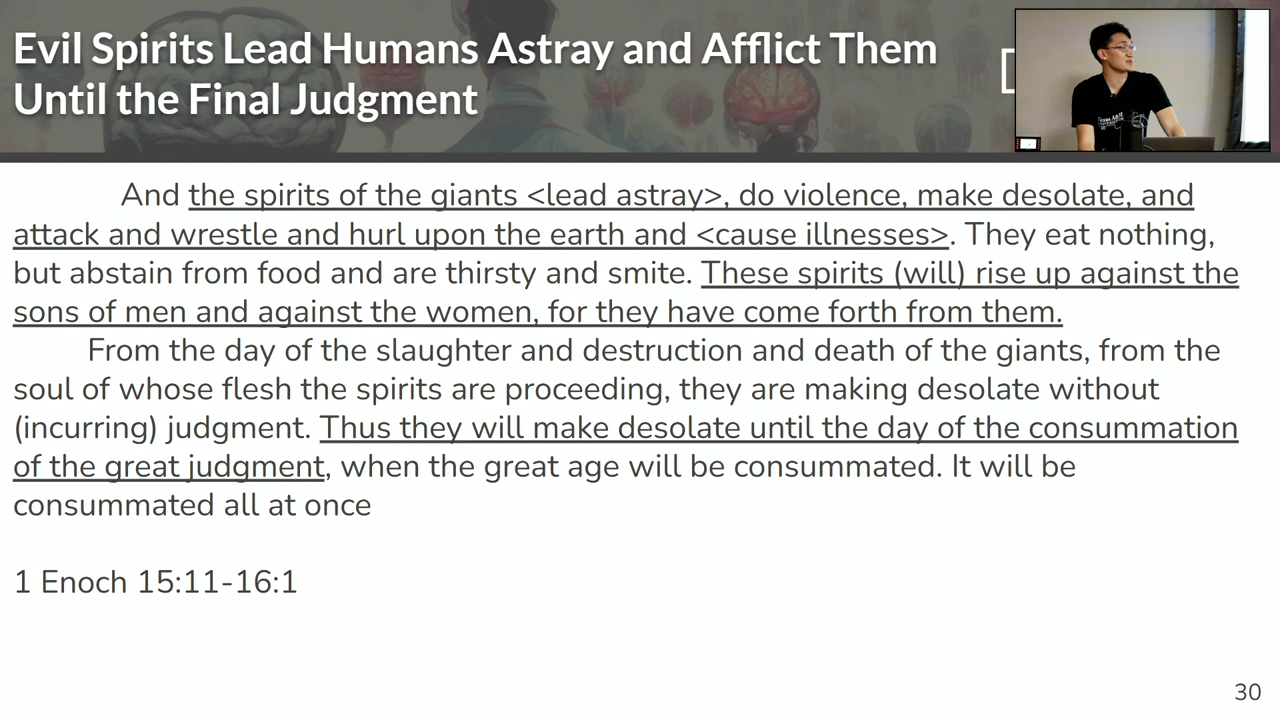 Evil Spirits Lead Humans Astray and Afflict Them
Until the Final Judgment
And the spirits of the giants <lead astray>, do violence, make desolate, and
attack and wrestle and hurl upon the earth and <cause illnesses>. They eat nothing,
but abstain from food and are thirsty and smite. These spirits (will) rise up against the
sons of men and against the women, for they have come forth from them.
From the day of the slaughter and destruction and death of the giants, from the
soul of whose flesh the spirits are proceeding, they are making desolate without
(incurring) judgment. Thus they will make desolate until the day of the consummation
of the great judgment, when the great age will be consummated. It will be
consummated all at once
1 Enoch 15:11-16:1
30